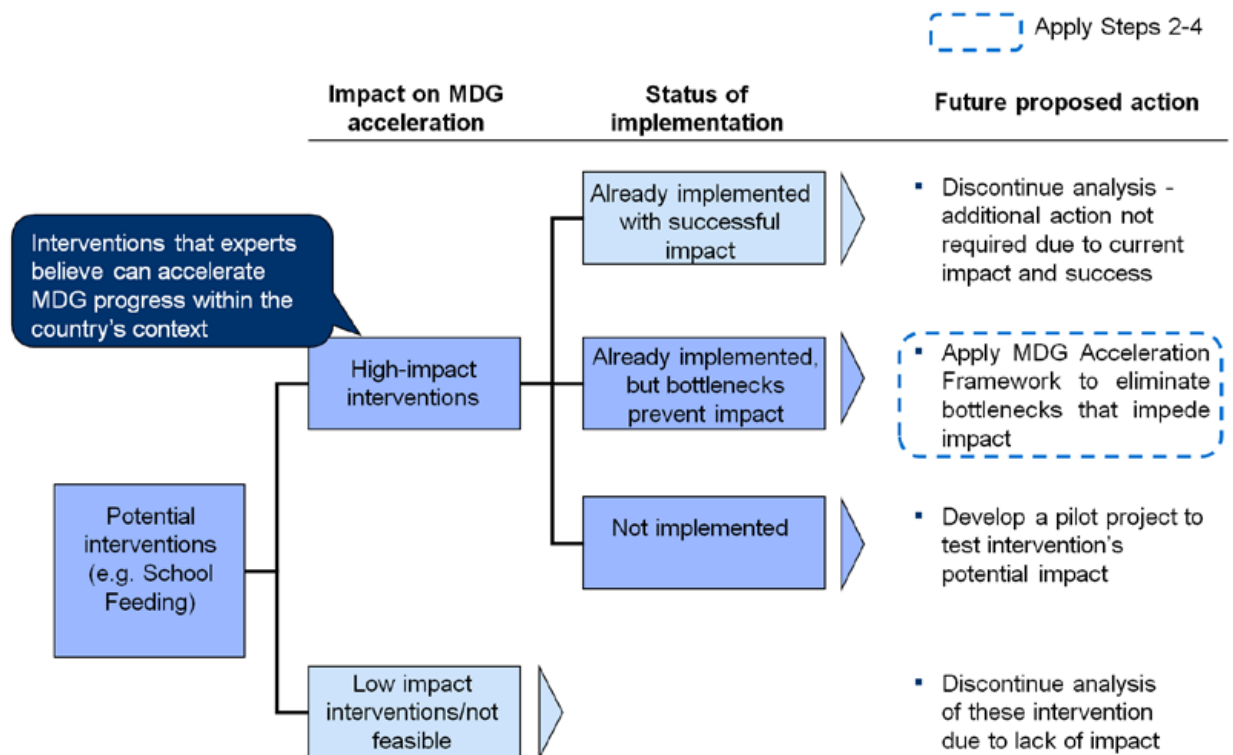 Apply Steps 2-4
Impact on MDG
acceleration
Status of
implementation
Future proposed action
Interventions that experts
believe can accelerate
MDG progress within the
country's context
Already implemented
with successful
impact
▪ Discontinue analysis -
additional action not
required due to current
impact and success
High-impact
interventions
Already implemented,
but bottlenecks
prevent impact
▪ Apply MDG Acceleration
Framework to eliminate
bottlenecks that impede
impact
Potential
interventions
(e.g. School
Feeding)
Not implemented
▪ Develop a pilot project to
test intervention's
potential impact
Low impact
interventions/not
feasible
▪ Discontinue analysis
of these intervention
due to lack of impact